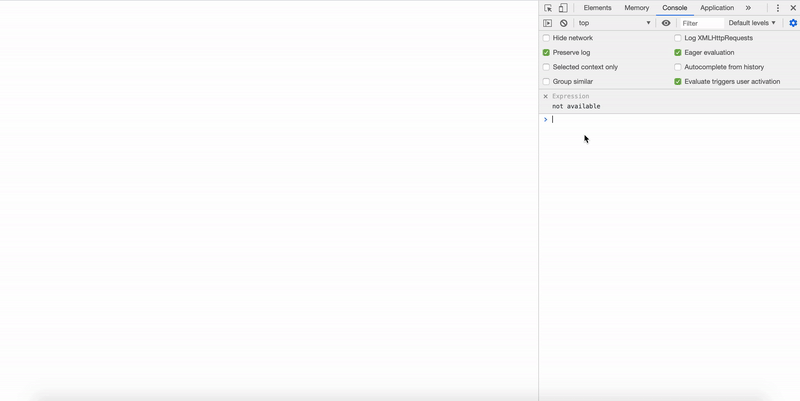 Elements Memory Console Application »
top Filter Default levels
Hide network Log XMLHttpRequests
Preserve log Eager evaluation
Selected context only Autocomplete from history
Group similar Evaluate triggers user activation
Expression
not available